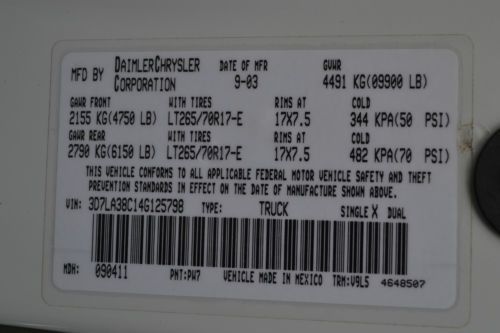 MFD BY DAIMLERCHRYSLER CORPORATION DATE OF MFR 9-03 GVWR 4491 KG(09900 LB)
GAWR FRONT WITH TIRES RIMS AT COLD
2155 KG(4750 LB) LT265/70R17-E 17X7.5 344 KPA(50 PSI)
GAWR REAR WITH TIRES RIMS AT COLD
2790 KG(6150 LB) LT265/70R17-E 17X7.5 482 KPA(70 PSI)
THIS VEHICLE CONFORMS TO ALL APPLICABLE FEDERAL MOTOR VEHICLE SAFETY AND THEFT
PREVENTION STANDARDS IN EFFECT ON THE DATE OF MANUFACTURE SHOWN ABOVE.
VIN: 3D7LA38C14G125798 TYPE: TRUCK SINGLE X DUAL
MDH: 090411 PNT:PW7 VEHICLE MADE IN MEXICO TRM:V9L5 4648507